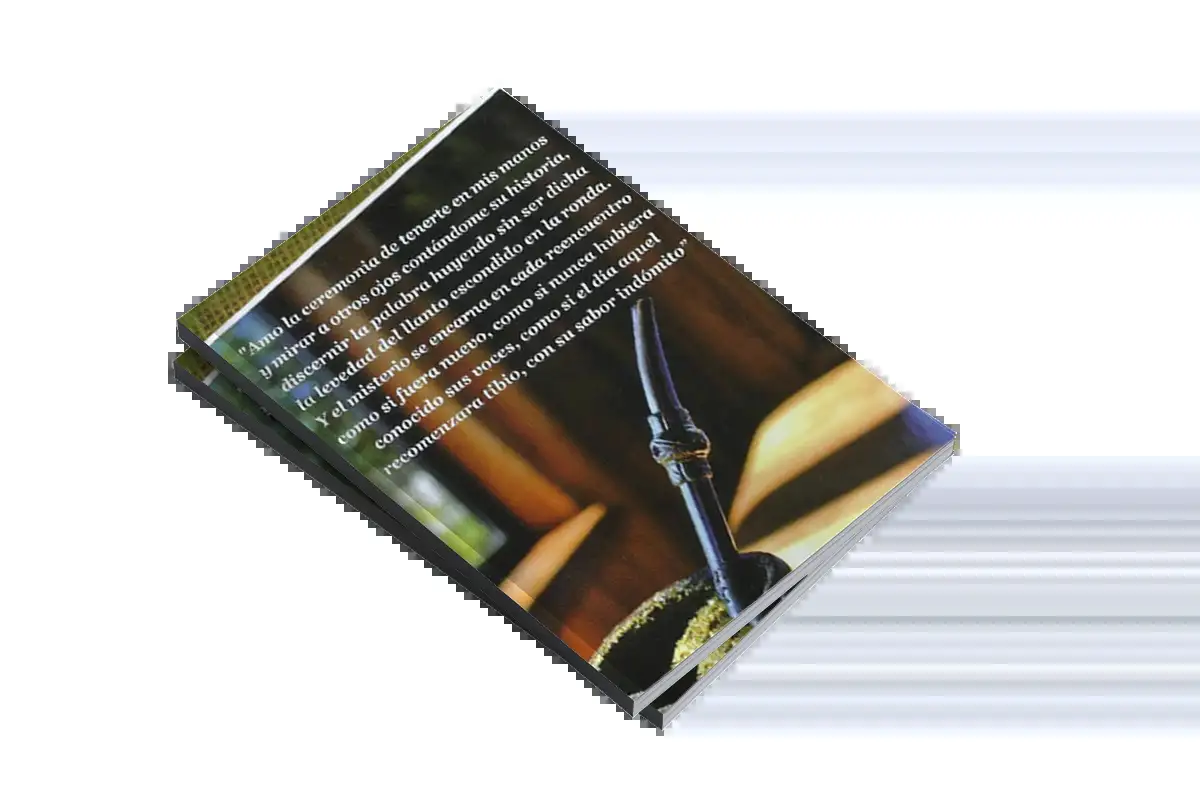 "Amo la ceremonia de tenerte en mis manos
y mirar a otros ojos contándome su historia,
discernir la palabra huyendo sin ser dicha
la levedad del llanto escondido en la ronda.
Y el misterio se encarna en cada reencuentro
como si fuera nuevo, como si nunca hubiera
conocido sus voces, como si el día aquel
recomenzara tibio, con su sabor indómito"